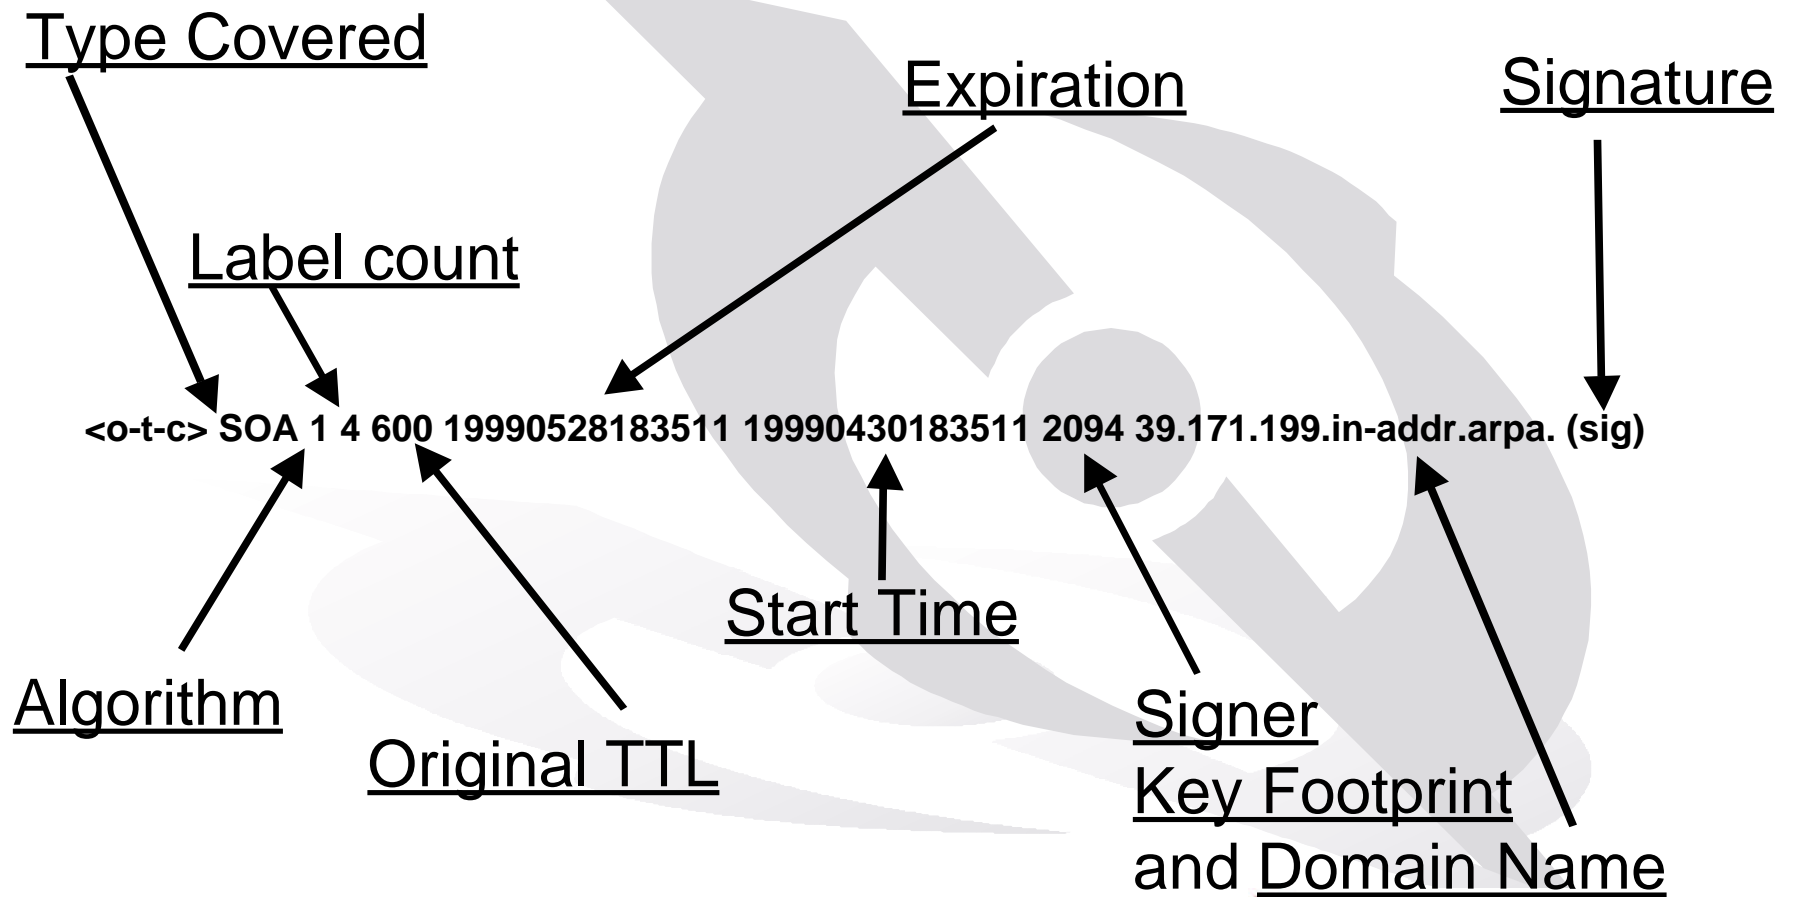 Type Covered
Expiration
Signature
Label count
<o-t-c> SOA 1 4 600 19990528183511 19990430183511 2094 39.171.199.in-addr.arpa. (sig)
Start Time
Algorithm
Original TTL
Signer
Key Footprint
and Domain Name